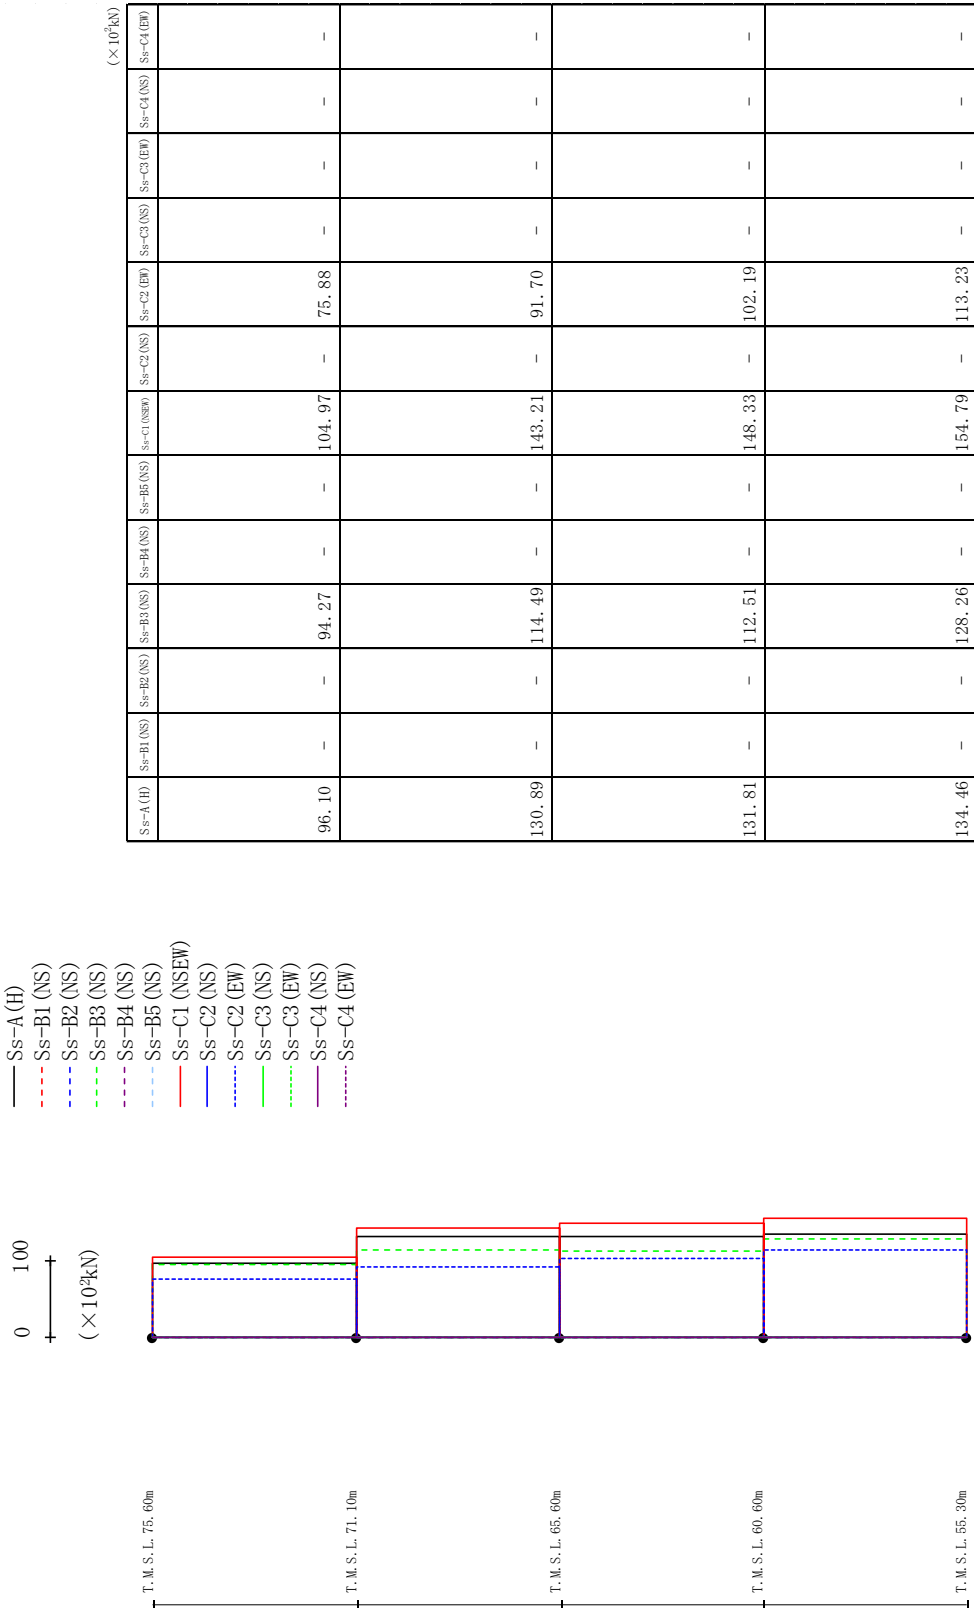 T.M.S.L. 75.60m
T.M.S.L. 71.10m
T.M.S.L. 65.60m
T.M.S.L. 60.60m
T.M.S.L. 55.30m
0 100
(×10²kN)
Ss-A(H)
Ss-B1(NS)
Ss-B2(NS)
Ss-B3(NS)
Ss-B4(NS)
Ss-B5(NS)
Ss-C1(NSEW)
Ss-C2(NS)
Ss-C2(EW)
Ss-C3(NS)
Ss-C3(EW)
Ss-C4(NS)
Ss-C4(EW)
(×10²kN)
Ss-A(H) Ss-B1(NS) Ss-B2(NS) Ss-B3(NS) Ss-B4(NS) Ss-B5(NS) Ss-C1(NSEW) Ss-C2(NS) Ss-C2(EW) Ss-C3(NS) Ss-C3(EW) Ss-C4(NS) Ss-C4(EW)
96.10 － － 94.27 － － 104.97 － 75.88 － － － －
130.89 － － 114.49 － － 143.21 － 91.70 － － － －
131.81 － － 112.51 － － 148.33 － 102.19 － － － －
134.46 － － 128.26 － － 154.79 － 113.23 － － － －